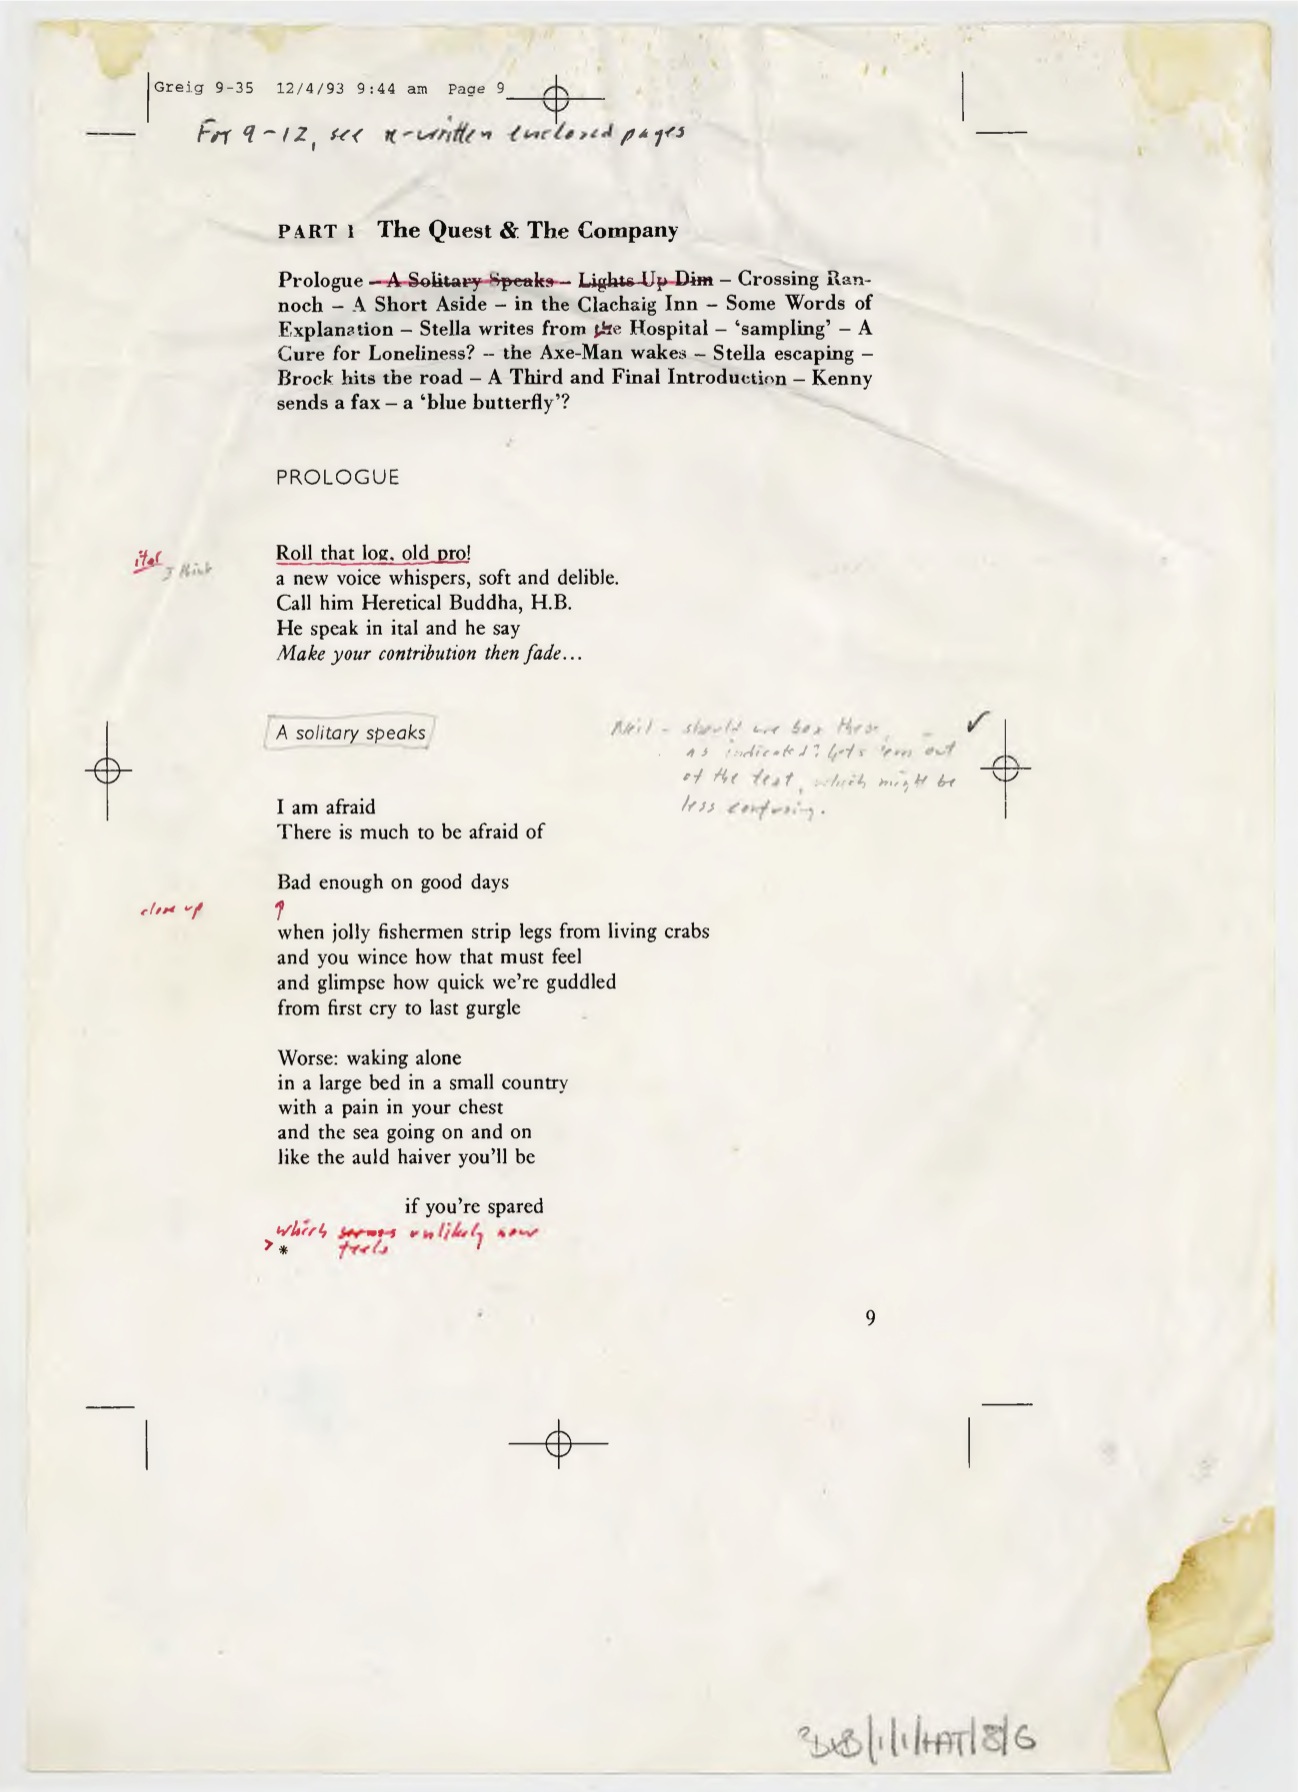 Greig 9-35 12/4/93 9:44 am Page 9
For 9-12, see re-written enclosed pages
PART 1 The Quest & The Company
Prologue – A Solitary Speaks – Lights Up Dim – Crossing Ran-
noch – A Short Aside – in the Clachaig Inn – Some Words of
Explanation – Stella writes from the Hospital – ‘sampling’ – A
Cure for Loneliness? – the Axe-Man wakes – Stella escaping –
Brock hits the road – A Third and Final Introduction – Kenny
sends a fax – a ‘blue butterfly’?
PROLOGUE
ital I think
Roll that log, old pro!
a new voice whispers, soft and delible.
Call him Heretical Buddha, H.B.
He speak in ital and he say
Make your contribution then fade...
A solitary speaks
Neil - should we box these ✓
as indicated? Gets 'em out
of the text, which might be
less confusing.
I am afraid
There is much to be afraid of
Bad enough on good days
close up
when jolly fishermen strip legs from living crabs
and you wince how that must feel
and glimpse how quick we’re guddled
from first cry to last gurgle
Worse: waking alone
in a large bed in a small country
with a pain in your chest
and the sea going on and on
like the auld haiver you’ll be
if you’re spared
which seems unlikely now
> * feels
9
BXB/1/1/HAT/8/6